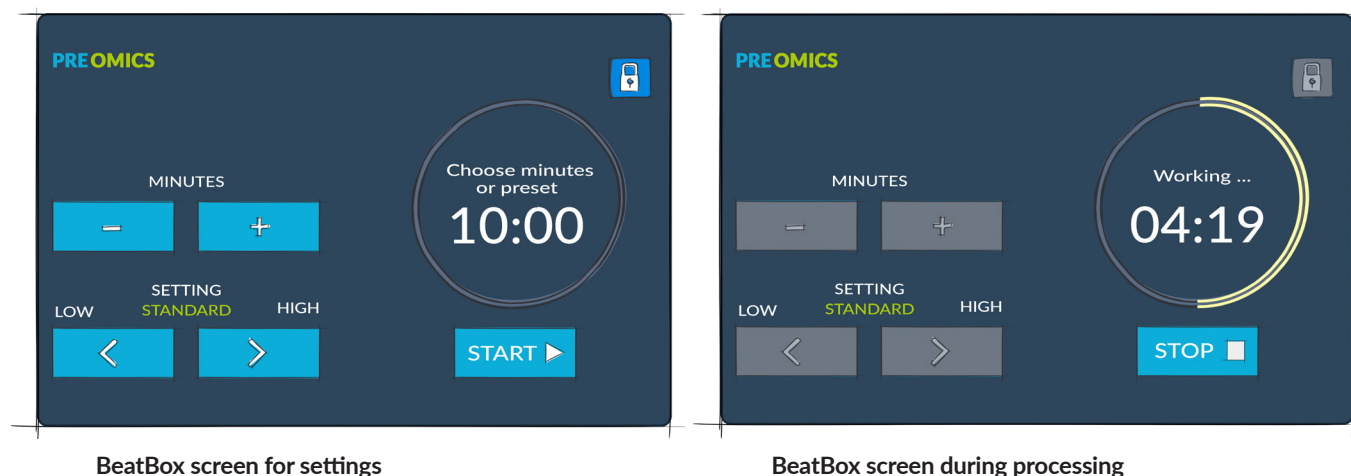 PREOMICS
MINUTES
Choose minutes
or preset
10:00
− +
SETTING
LOW STANDARD HIGH
< >
START
BeatBox screen for settings
PREOMICS
MINUTES
Working ...
04:19
− +
SETTING
LOW STANDARD HIGH
< >
STOP
BeatBox screen during processing